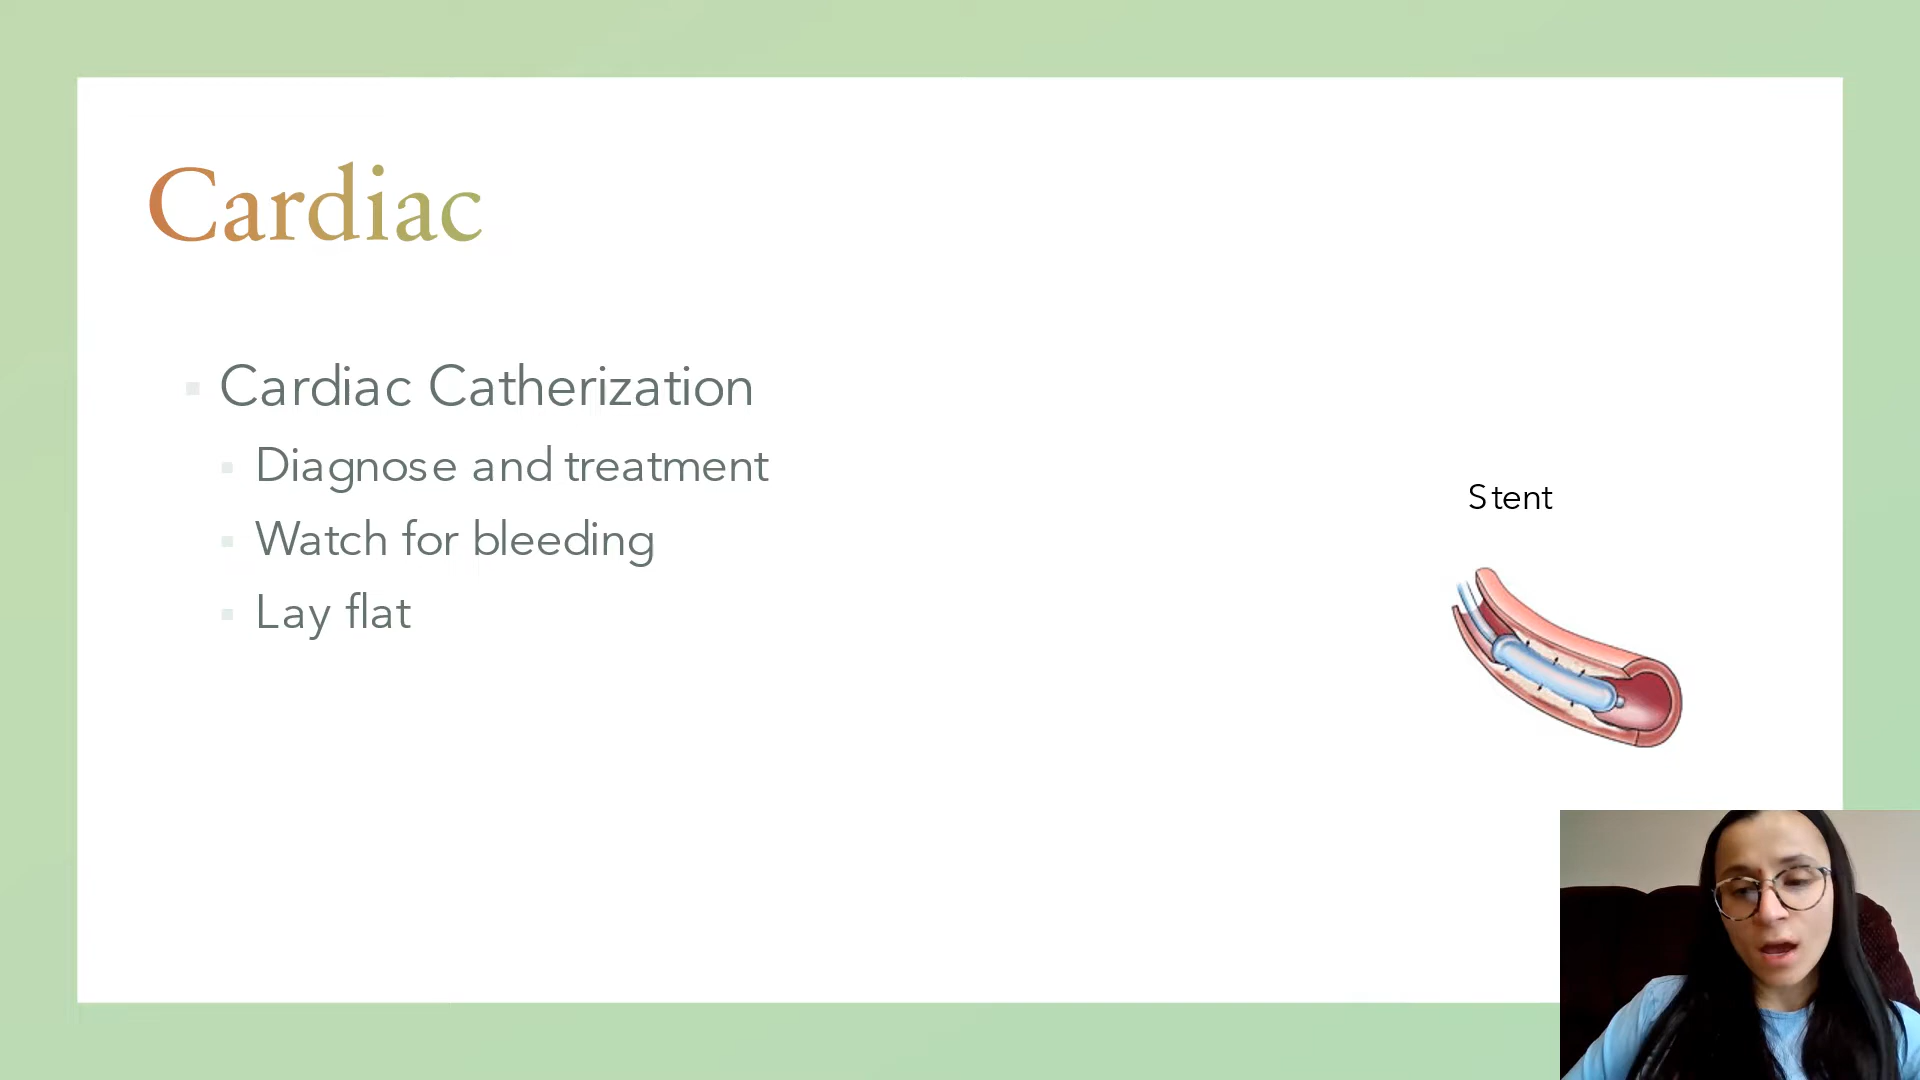 Cardiac
Cardiac Catherization
Diagnose and treatment
Watch for bleeding
Lay flat
Stent